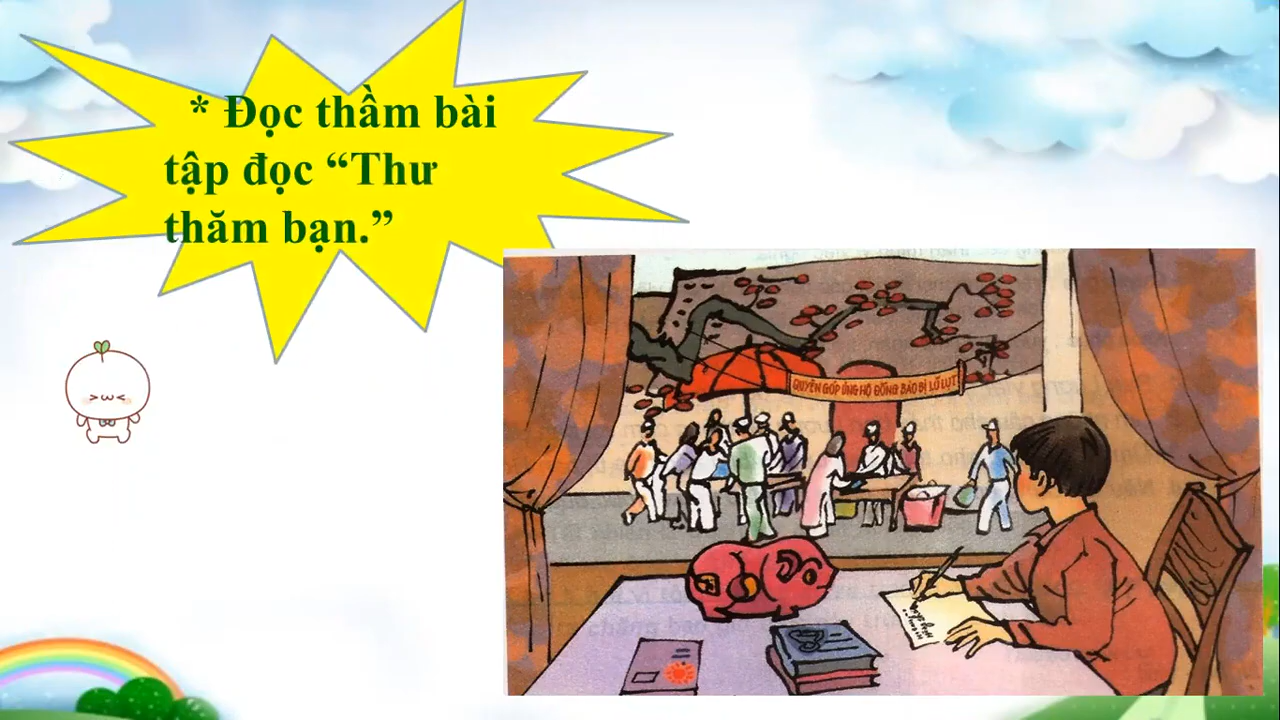 * Đọc thầm bài
tập đọc “Thư
thăm bạn.”
QUYÊN GÓP ỦNG HỘ ĐỒNG BÀO BỊ LŨ LỤT